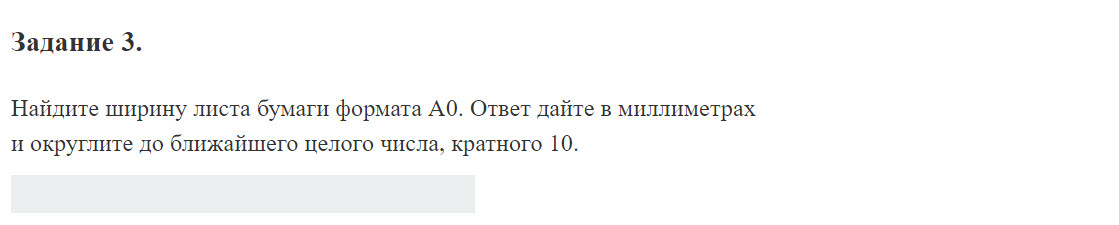 Задание 3.
Найдите ширину листа бумаги формата А0. Ответ дайте в миллиметрах
и округлите до ближайшего целого числа, кратного 10.